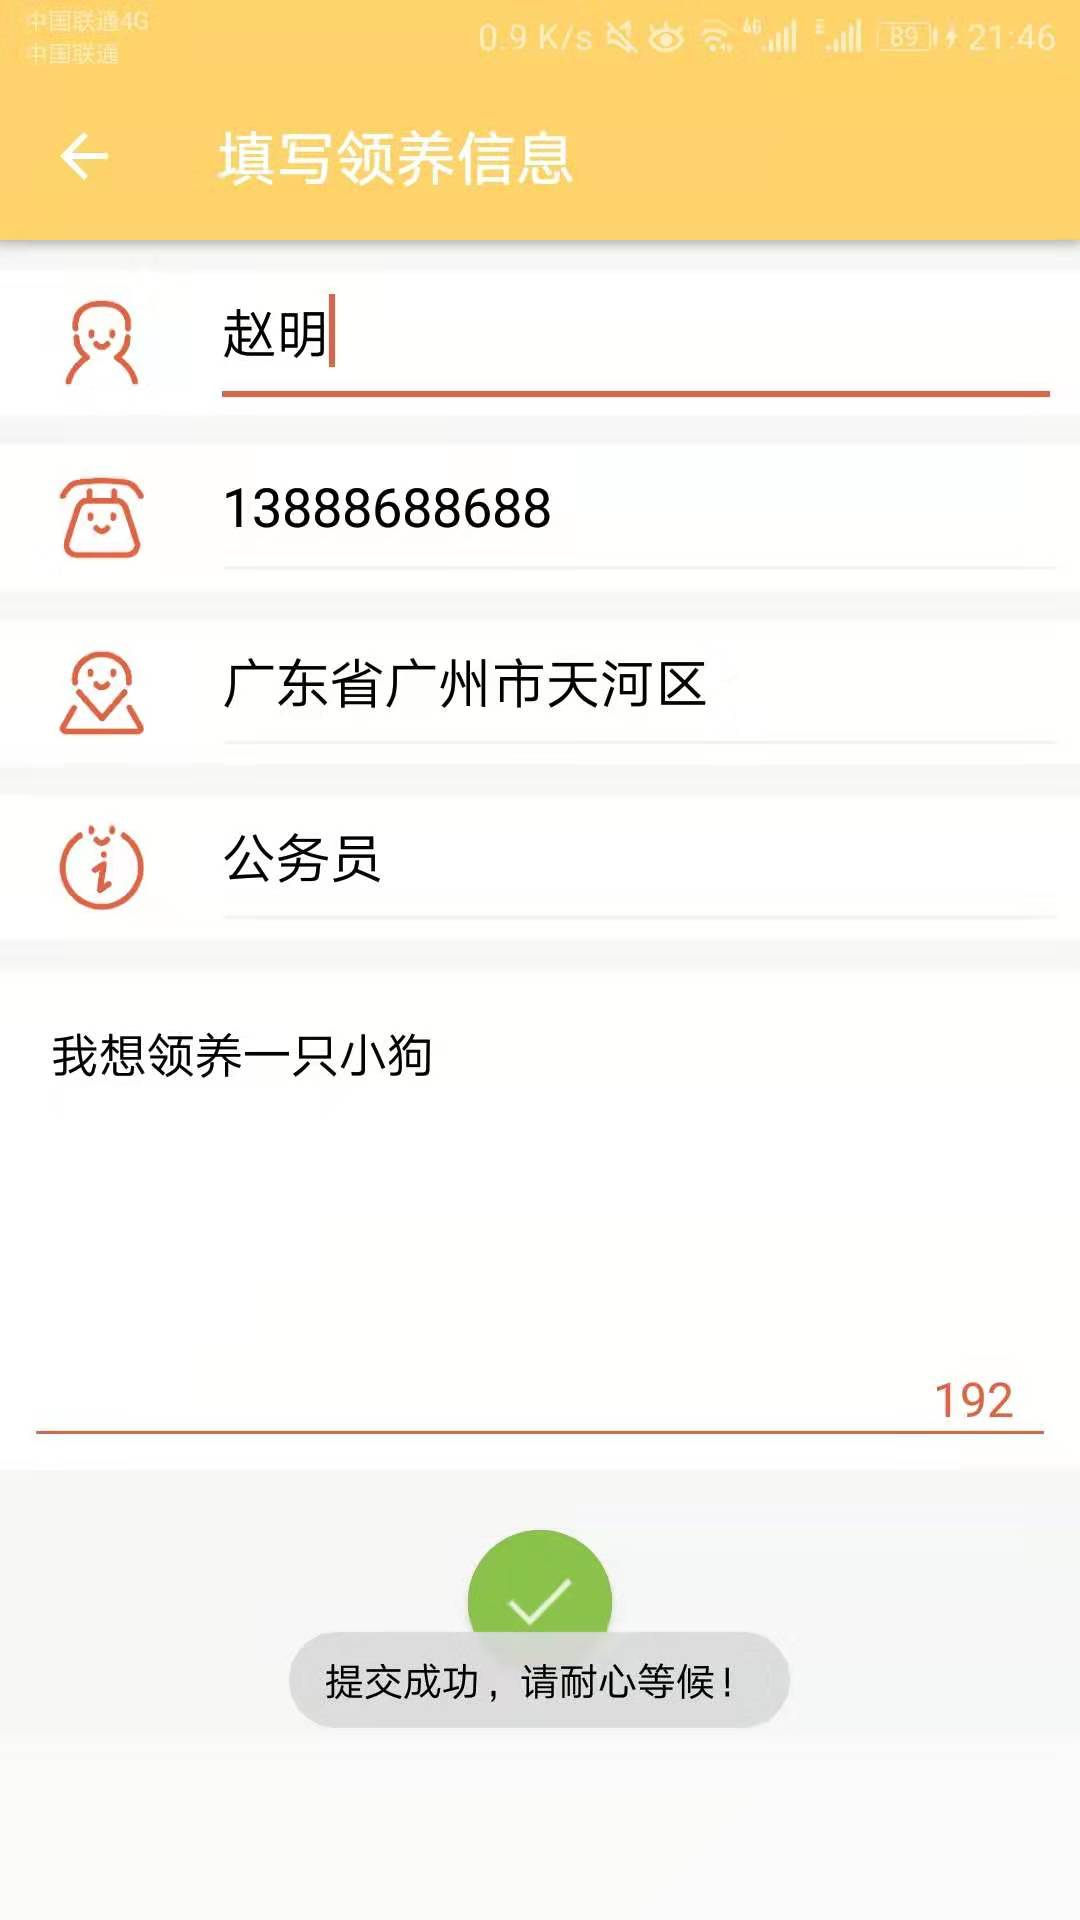 中国联通4G
中国联通
0.9 K/s 4G E 89 21:46
填写领养信息
赵明
13888688688
广东省广州市天河区
公务员
我想领养一只小狗
192
提交成功，请耐心等候！